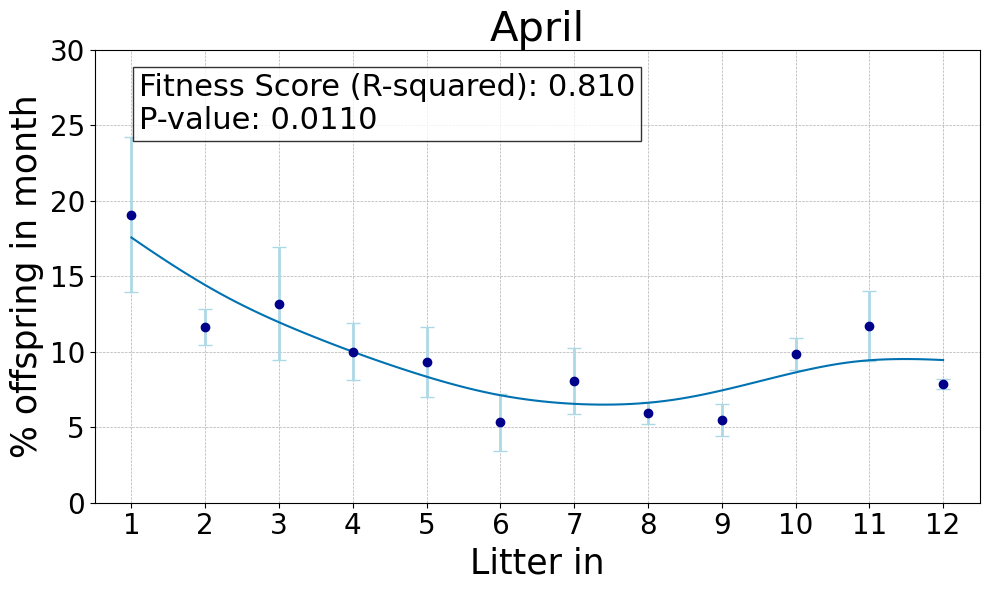 April
Fitness Score (R-squared): 0.810
P-value: 0.0110
% offspring in month
30
25
20
15
10
5
0
1 2 3 4 5 6 7 8 9 10 11 12
Litter in